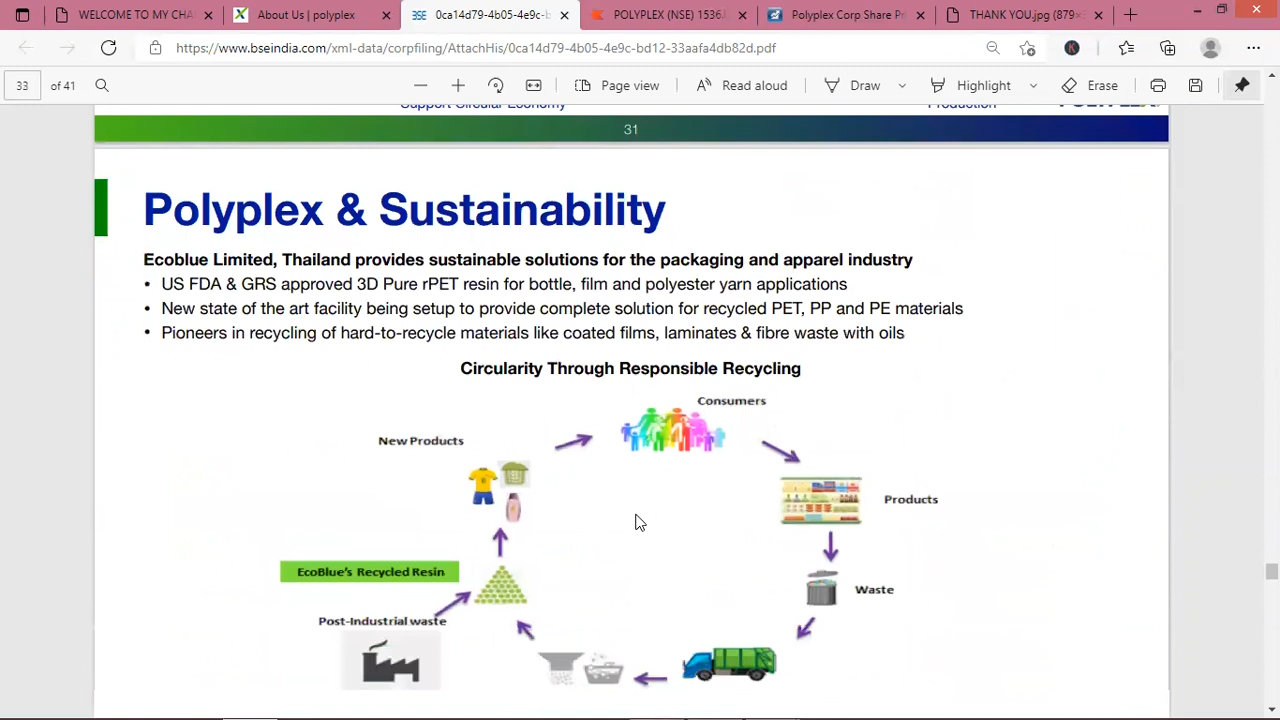 WELCOME TO MY CHA
About Us | polyplex
0ca14d79-4b05-4e9c-b
POLYPLEX (NSE) 1536.
Polyplex Corp Share Pri
THANK YOU.jpg (879×
https://www.bseindia.com/xml-data/corpfiling/AttachHis/0ca14d79-4b05-4e9c-bd12-33aafa4db82d.pdf
33 of 41
Page view
Read aloud
Draw
Highlight
Erase
Support Circular Economy
Production
31
Polyplex & Sustainability
Ecoblue Limited, Thailand provides sustainable solutions for the packaging and apparel industry
• US FDA & GRS approved 3D Pure rPET resin for bottle, film and polyester yarn applications
• New state of the art facility being setup to provide complete solution for recycled PET, PP and PE materials
• Pioneers in recycling of hard-to-recycle materials like coated films, laminates & fibre waste with oils
Circularity Through Responsible Recycling
Consumers
New Products
Products
EcoBlue's Recycled Resin
Waste
Post-Industrial waste